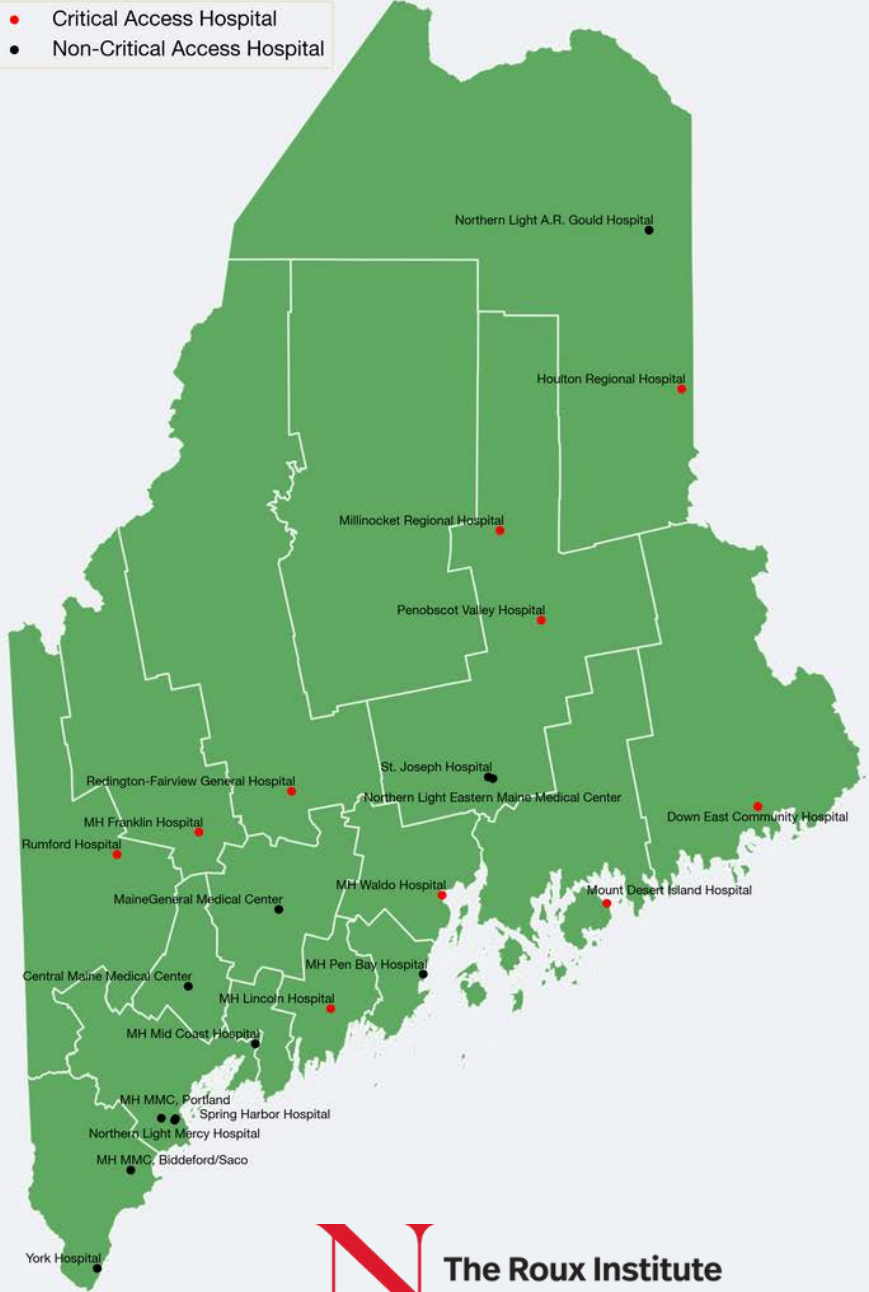 Critical Access Hospital
Non-Critical Access Hospital
Northern Light A.R. Gould Hospital
Houlton Regional Hospital
Millinocket Regional Hospital
Penobscot Valley Hospital
St. Joseph Hospital
Redington-Fairview General Hospital
Northern Light Eastern Maine Medical Center
Down East Community Hospital
MH Franklin Hospital
Rumford Hospital
MH Waldo Hospital
Mount Desert Island Hospital
MaineGeneral Medical Center
MH Pen Bay Hospital
Central Maine Medical Center
MH Lincoln Hospital
MH Mid Coast Hospital
MH MMC, Portland
Spring Harbor Hospital
Northern Light Mercy Hospital
MH MMC, Biddeford/Saco
York Hospital
N
The Roux Institute